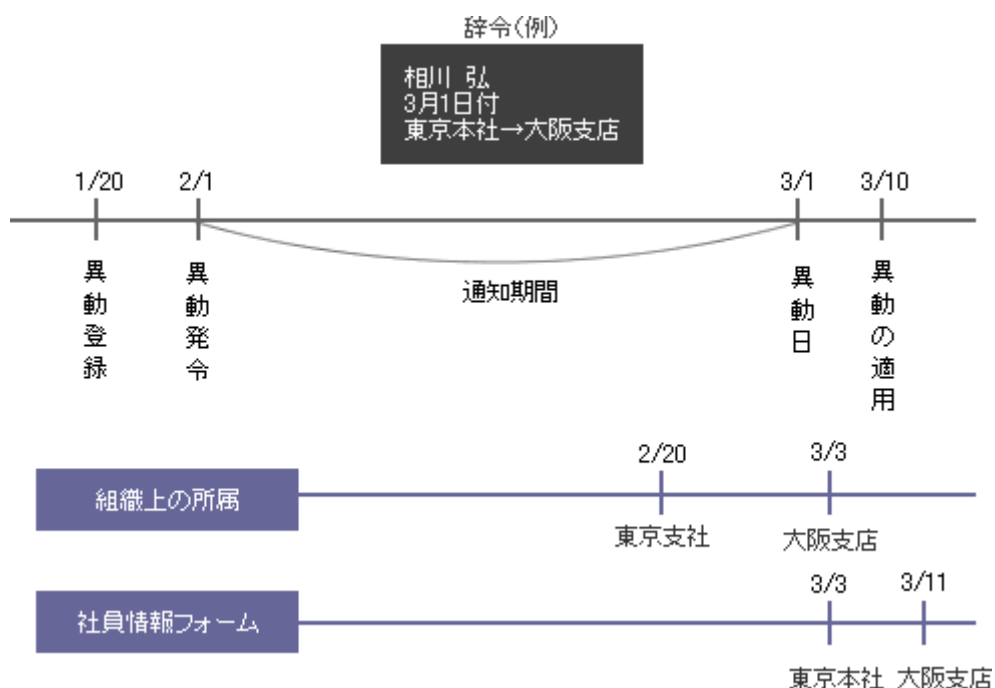 辞令(例)
相川 弘
3月1日付
東京本社→大阪支店
1/20 2/1 3/1 3/10
異動登録
異動発令
通知期間
異動日
異動の適用
2/20 3/3
組織上の所属
東京支社 大阪支店
3/3 3/11
社員情報フォーム
東京本社 大阪支店